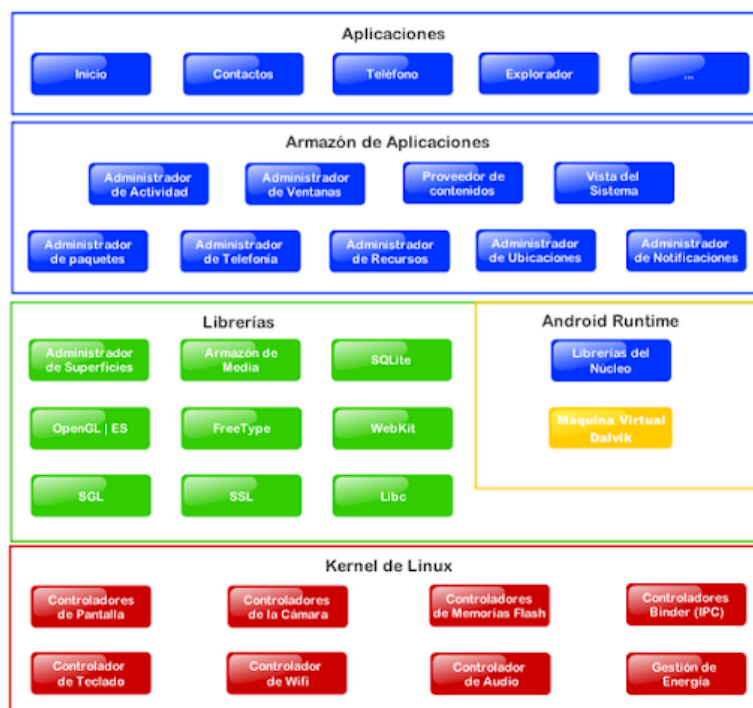 Aplicaciones
Inicio
Contactos
Teléfono
Explorador
...
Armazón de Aplicaciones
Administrador
de Actividad
Administrador
de Ventanas
Proveedor de
contenidos
Vista del
Sistema
Administrador
de paquetes
Administrador
de Telefonía
Administrador
de Recursos
Administrador
de Ubicaciones
Administrador
de Notificaciones
Librerías
Administrador
de Superficies
Armazón de
Media
SQLite
OpenGL | ES
FreeType
WebKit
SGL
SSL
Libc
Android Runtime
Librerías del
Núcleo
Máquina Virtual
Dalvik
Kernel de Linux
Controladores
de Pantalla
Controladores
de la Cámara
Controladores
de Memorias Flash
Controladores
Binder (IPC)
Controlador
de Teclado
Controlador
de Wifi
Controlador
de Audio
Gestión de
Energía